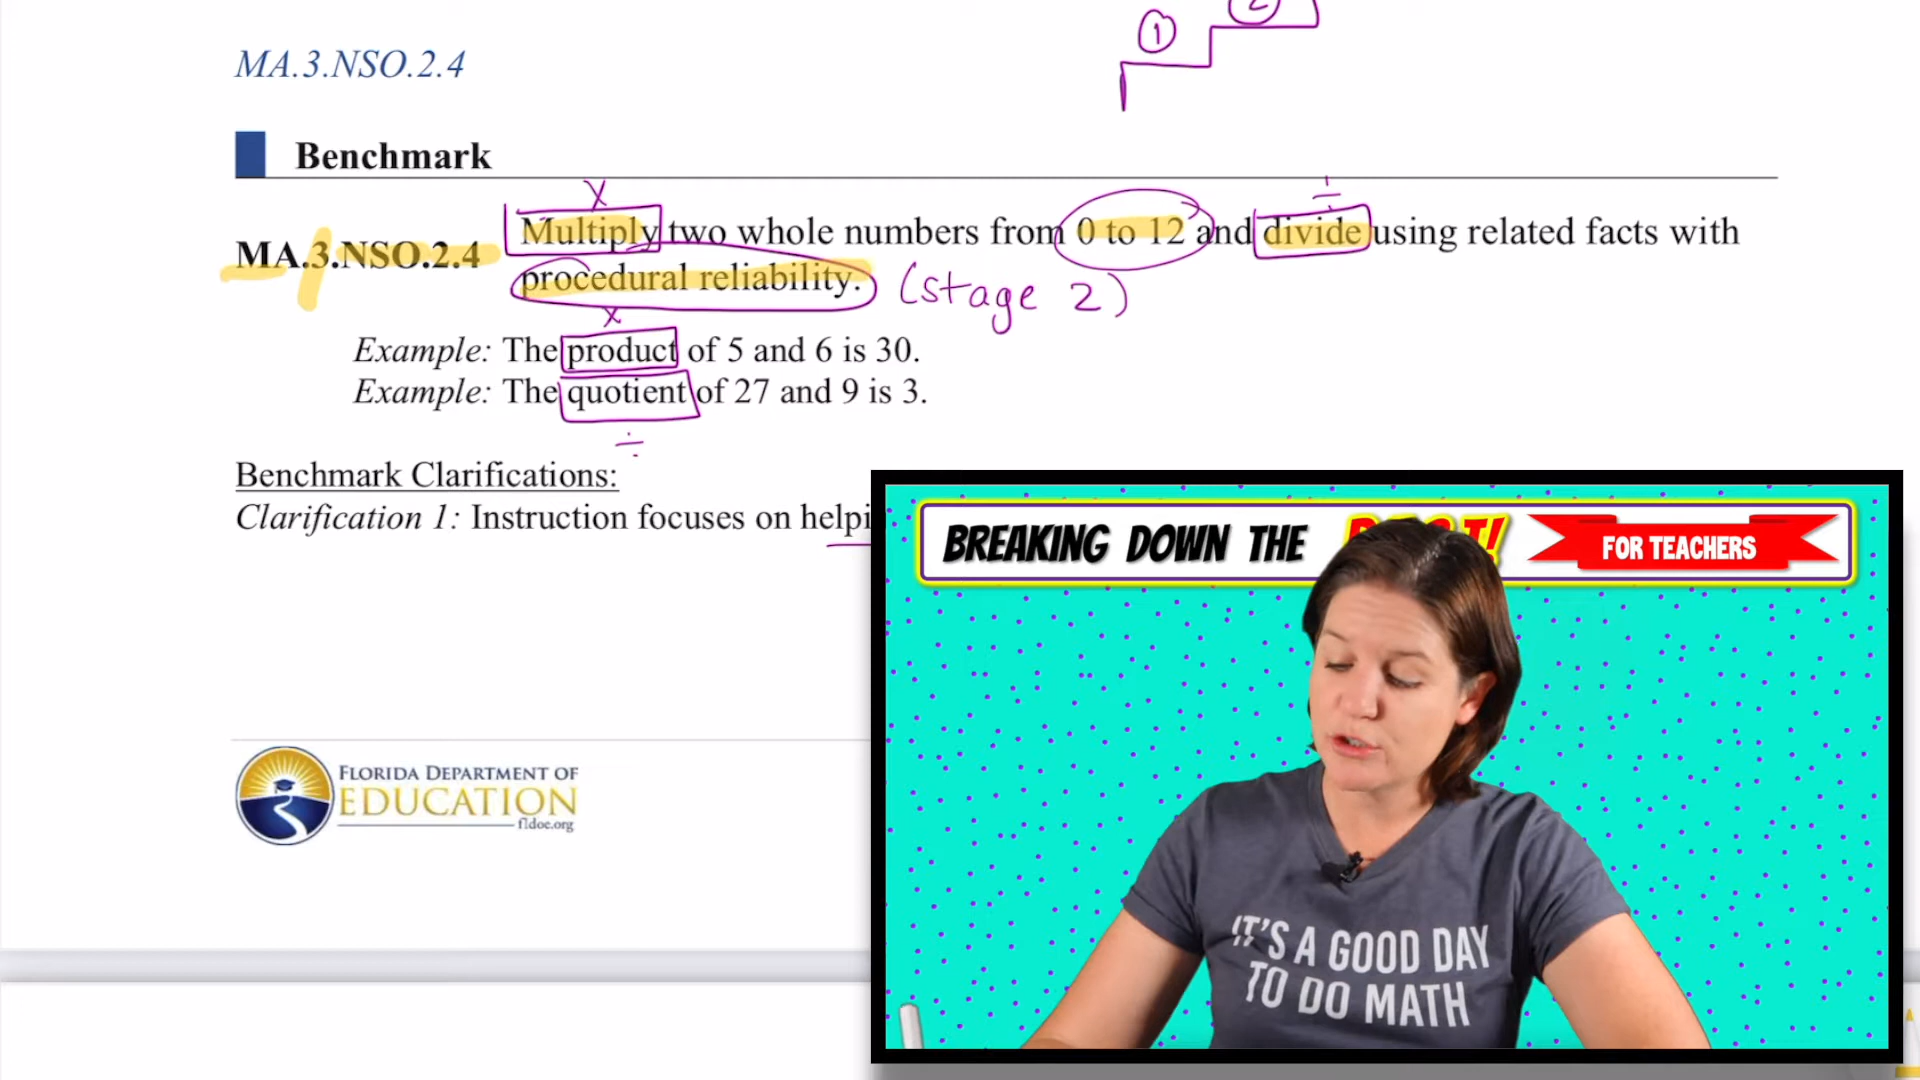 2
1
MA.3.NSO.2.4
Benchmark
x ÷
MA.3.NSO.2.4 Multiply two whole numbers from 0 to 12 and divide using related facts with
procedural reliability. (stage 2)
x
Example: The product of 5 and 6 is 30.
Example: The quotient of 27 and 9 is 3.
÷
Benchmark Clarifications:
Clarification 1: Instruction focuses on helpi
BREAKING DOWN THE
FOR TEACHERS
FLORIDA DEPARTMENT OF
EDUCATION
fldoe.org
IT'S A GOOD DAY
TO DO MATH